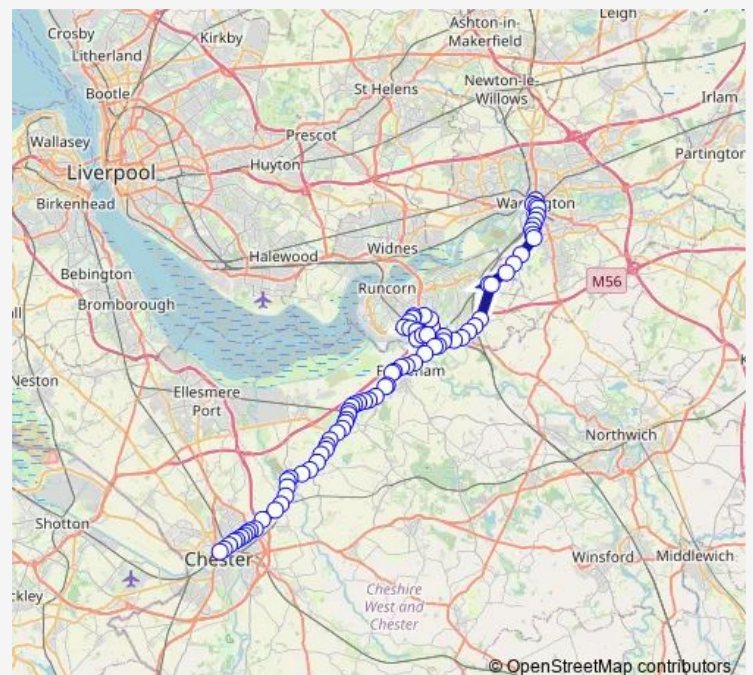 Crosby
Litherland
Bootle
Kirkby
Ashton-in-
Makerfield
Leigh
Newton-le-
Willows
St Helens
Irlam
Wallasey
Prescot
Partington
Liverpool
Huyton
Birkenhead
Halewood
Widnes
Bebington
Runcorn
M56
Bromborough
Neston
Ellesmere
Port
Northwich
Shotton
Chester
Winsford
Middlewich
Cheshire
West and
Chester
© OpenStreetMap contributors